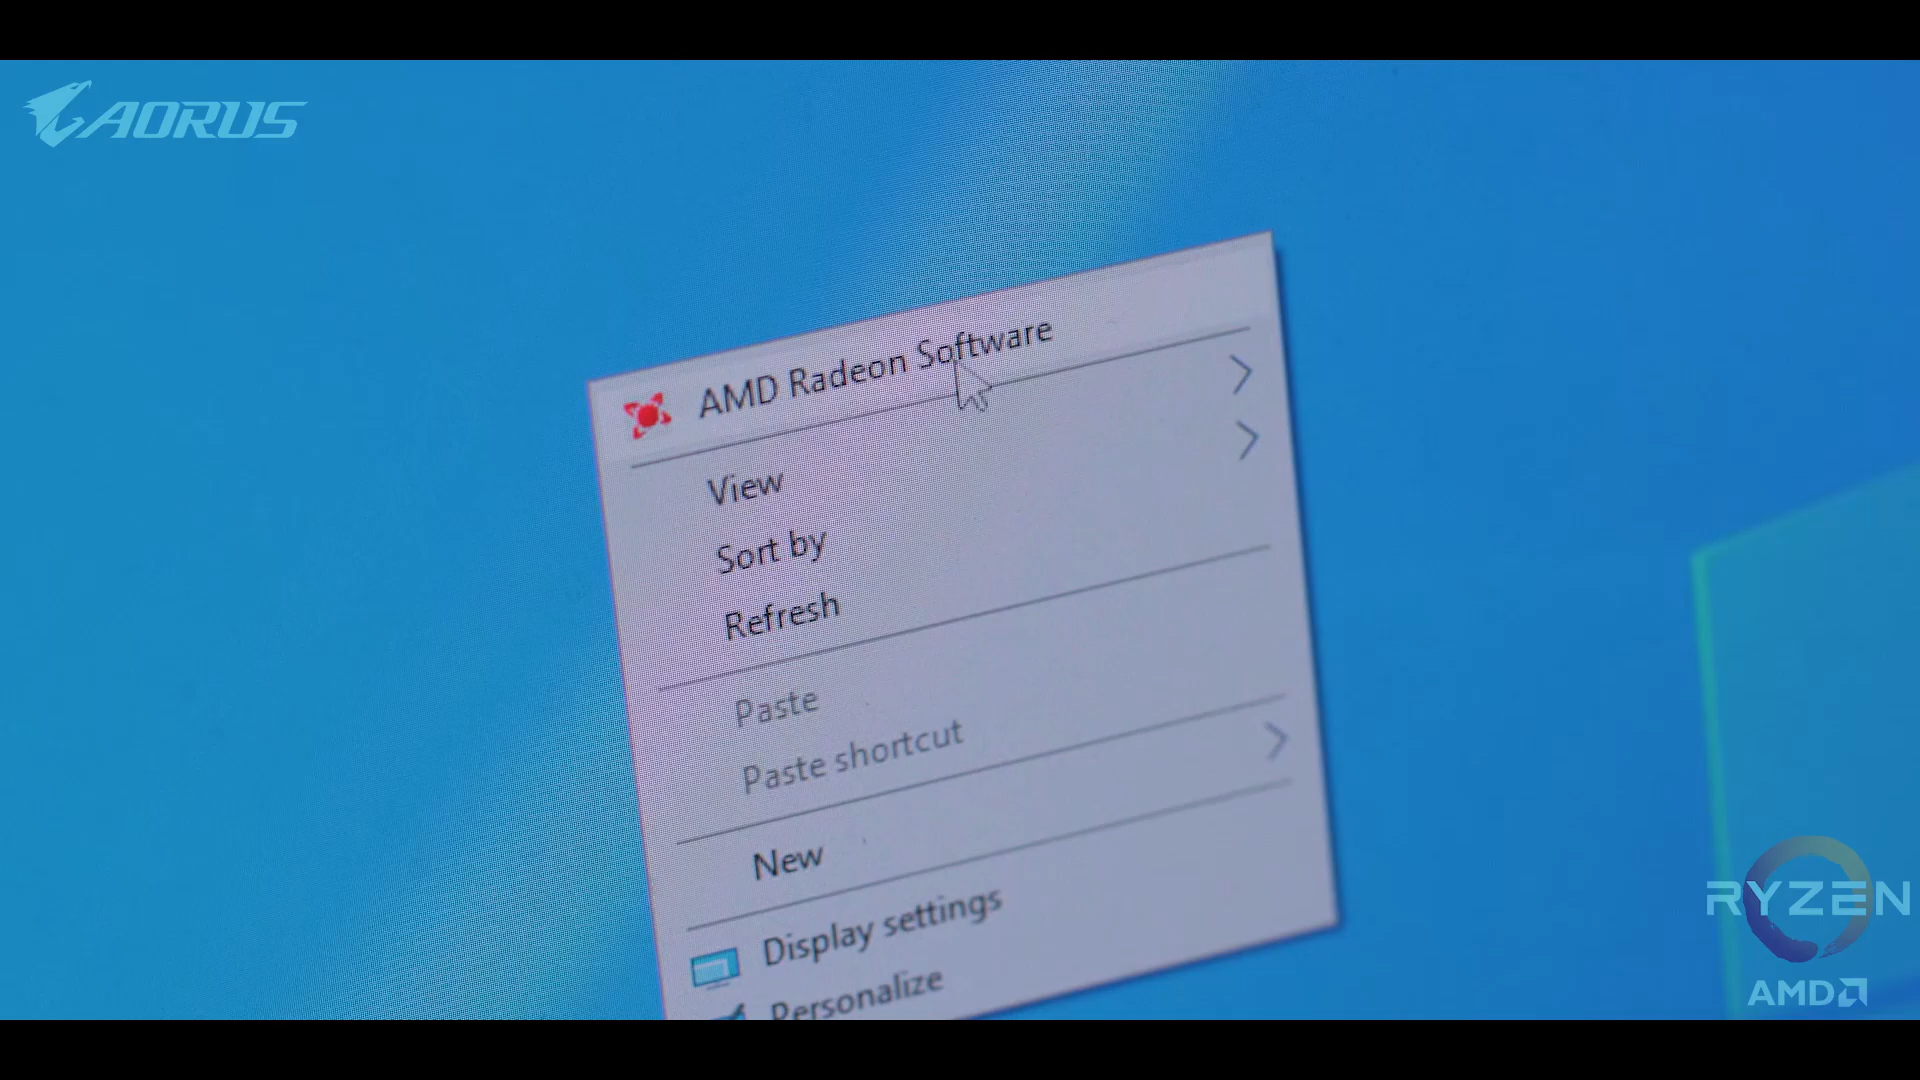 AORUS
AMD Radeon Software
View
Sort by
Refresh
Paste
Paste shortcut
New
Display settings
Personalize
RYZEN
AMD